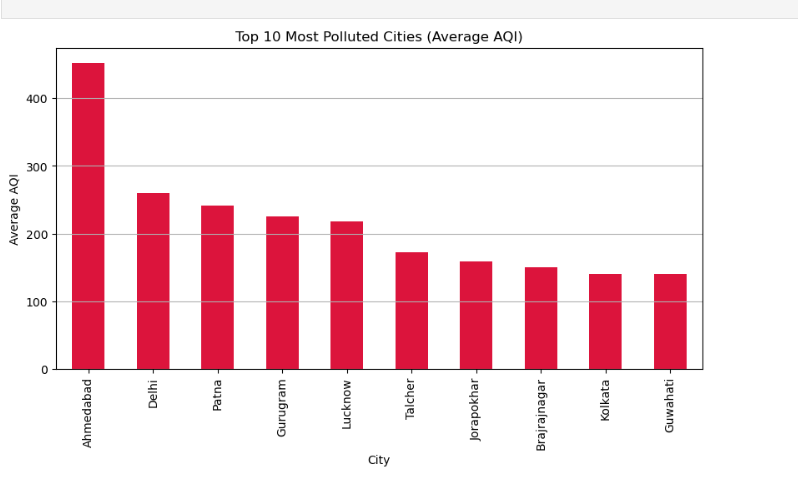 Top 10 Most Polluted Cities (Average AQI)
Average AQI
400
300
200
100
0
Ahmedabad
Delhi
Patna
Gurugram
Lucknow
Talcher
Jorapokhar
Brajrajnagar
Kolkata
Guwahati
City